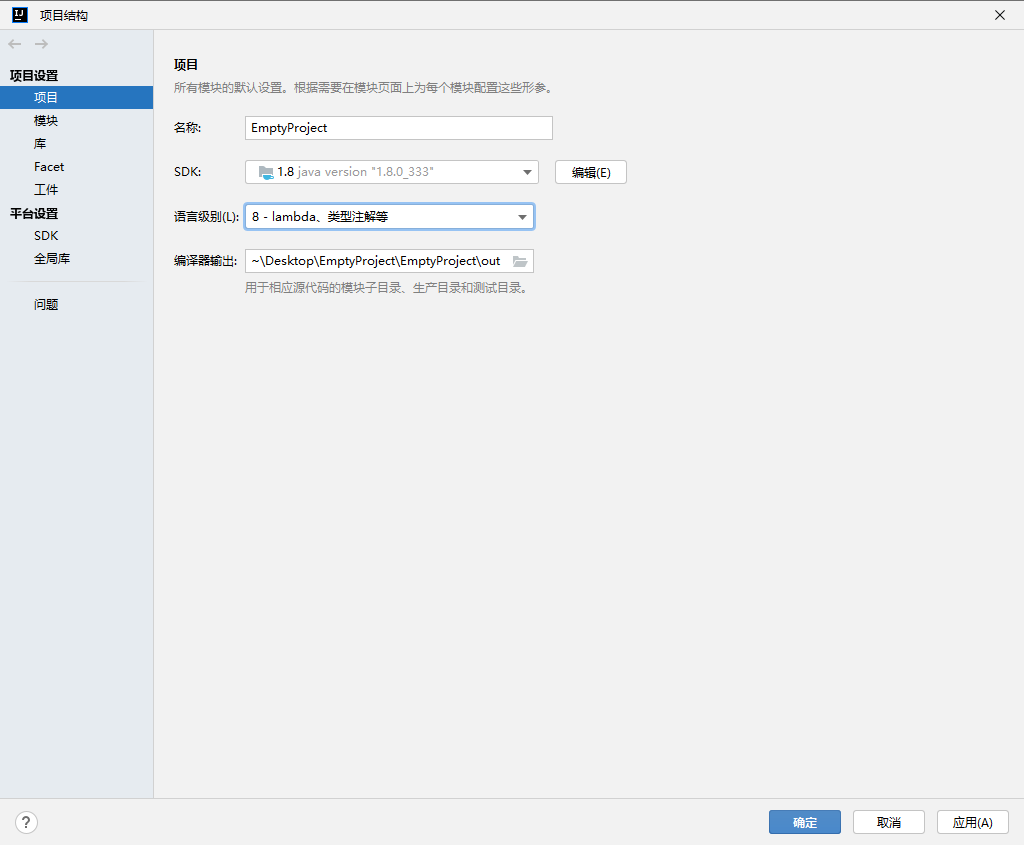 IJ 项目结构
项目设置
项目
模块
库
Facet
工件
平台设置
SDK
全局库
问题
项目
所有模块的默认设置。根据需要在模块页面上为每个模块配置这些形参。
名称: EmptyProject
SDK: 1.8 java version "1.8.0_333" 编辑(E)
语言级别(L): 8 - lambda、类型注解等
编译器输出: ~\Desktop\EmptyProject\EmptyProject\out
用于相应源代码的模块子目录、生产目录和测试目录。
? 确定 取消 应用(A)